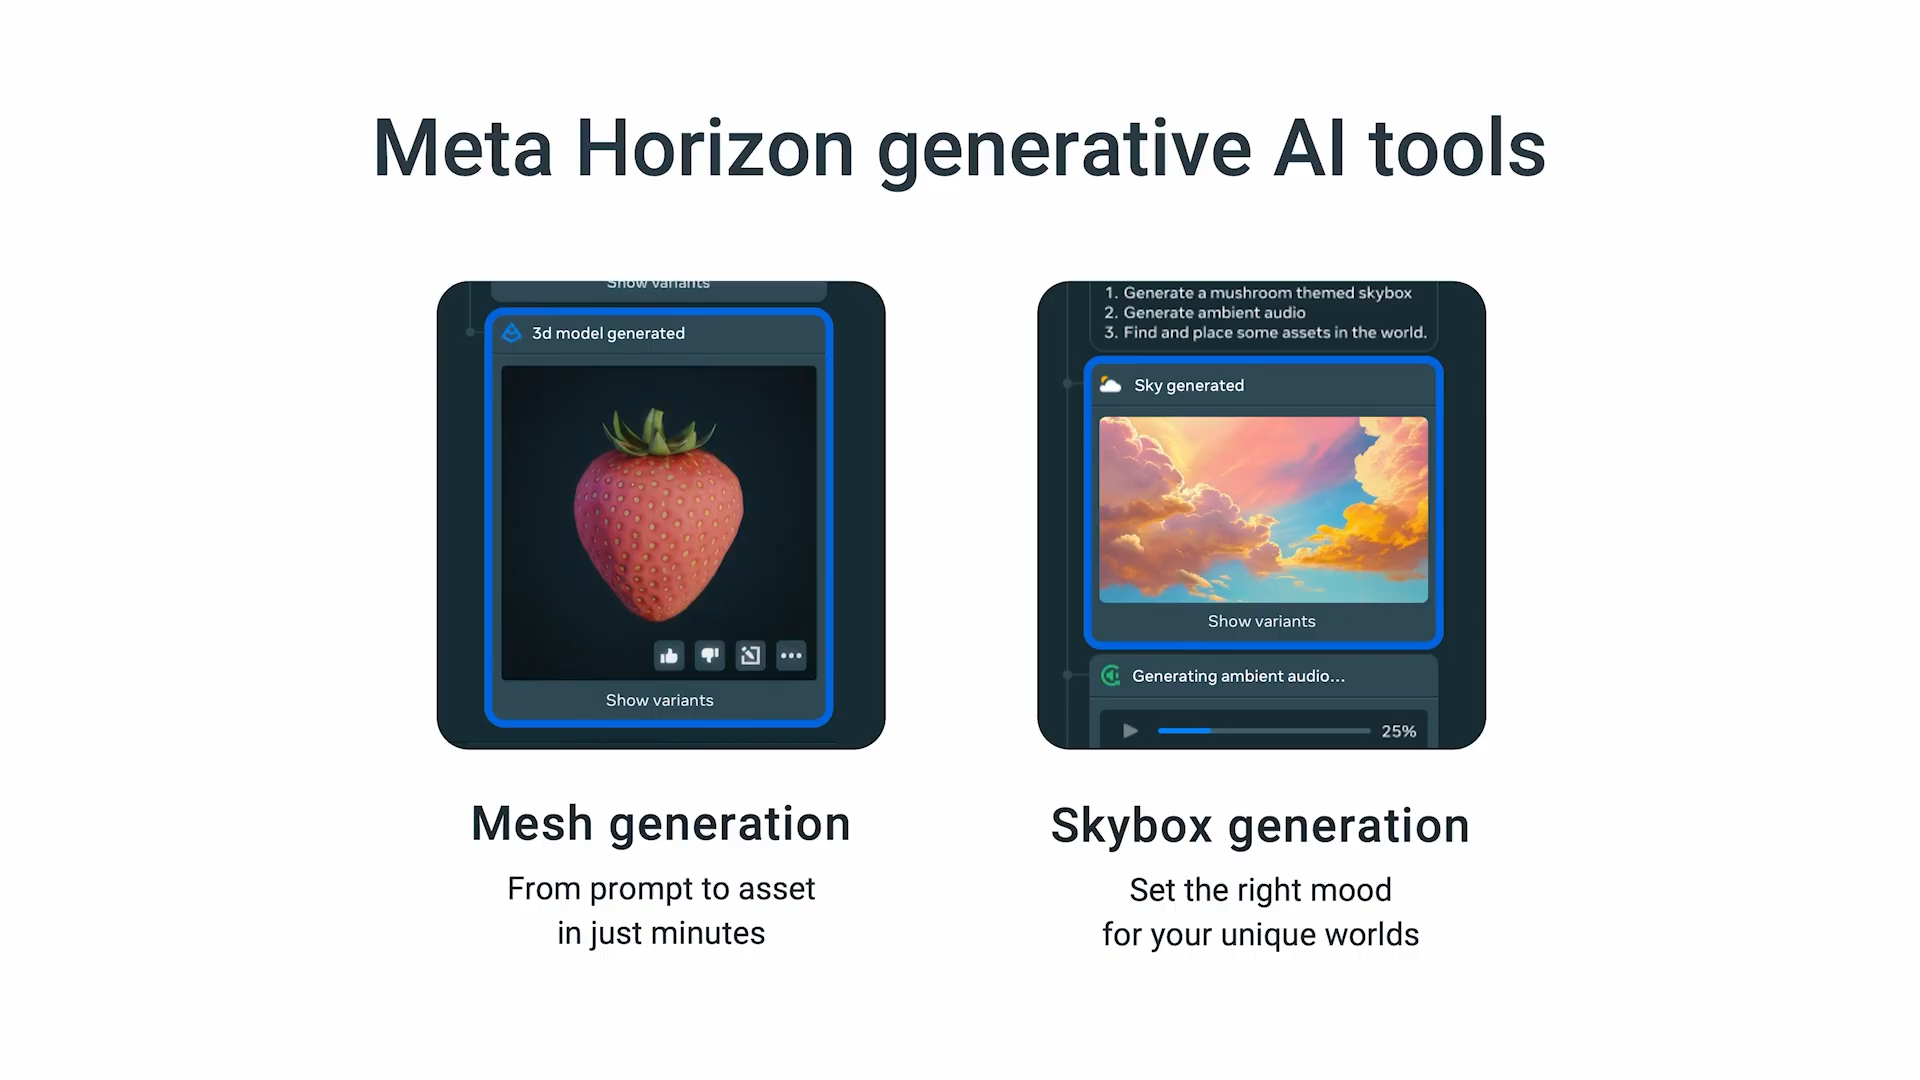 Meta Horizon generative AI tools
Show variants
3d model generated
Show variants
Mesh generation
From prompt to asset
in just minutes
1. Generate a mushroom themed skybox
2. Generate ambient audio
3. Find and place some assets in the world.
Sky generated
Show variants
Generating ambient audio...
25%
Skybox generation
Set the right mood
for your unique worlds